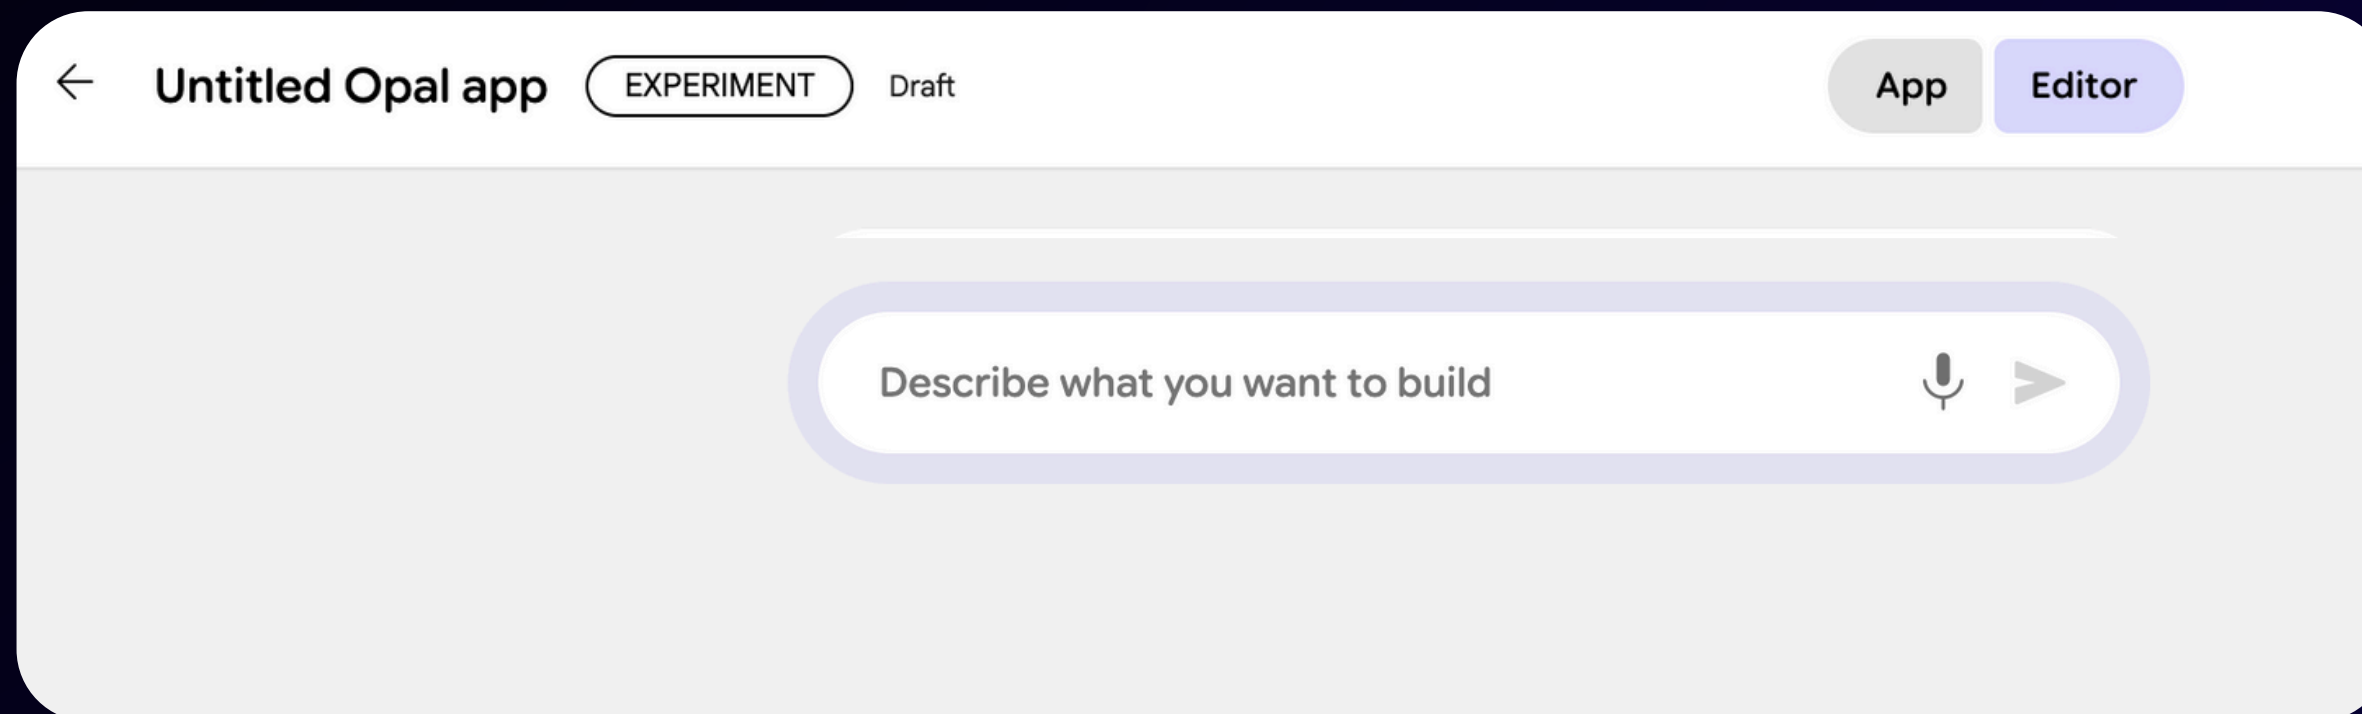 Untitled Opal app EXPERIMENT Draft App Editor
Describe what you want to build